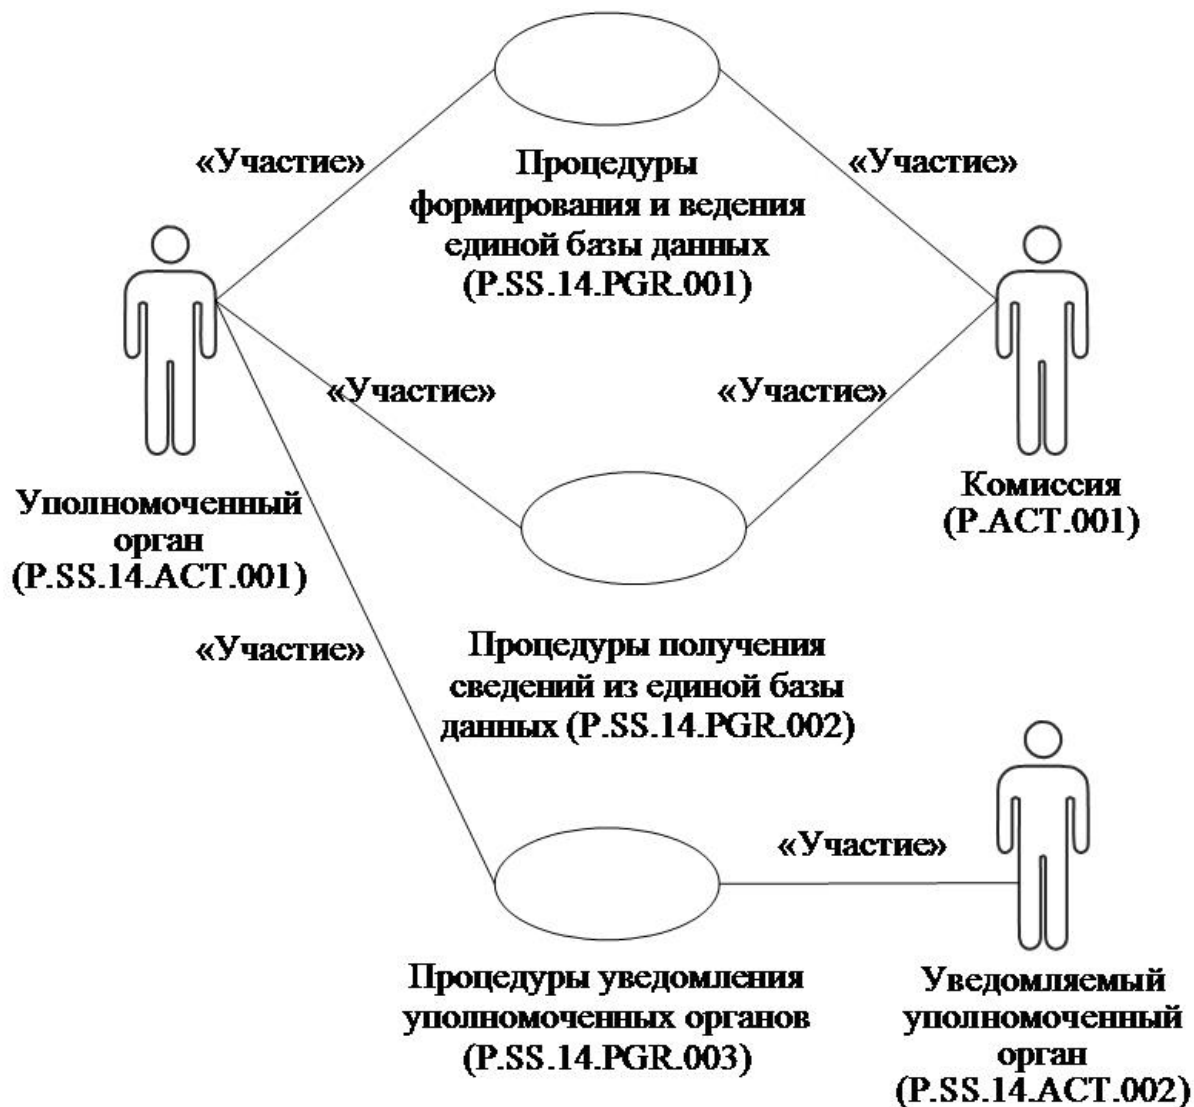 «Участие»
«Участие»
Процедуры
формирования и ведения
единой базы данных
(P.SS.14.PGR.001)
«Участие»
«Участие»
Уполномоченный
орган
(P.SS.14.ACT.001)
Комиссия
(P.ACT.001)
«Участие»
Процедуры получения
сведений из единой базы
данных (P.SS.14.PGR.002)
«Участие»
Процедуры уведомления
уполномоченных органов
(P.SS.14.PGR.003)
Уведомляемый
уполномоченный
орган
(P.SS.14.ACT.002)